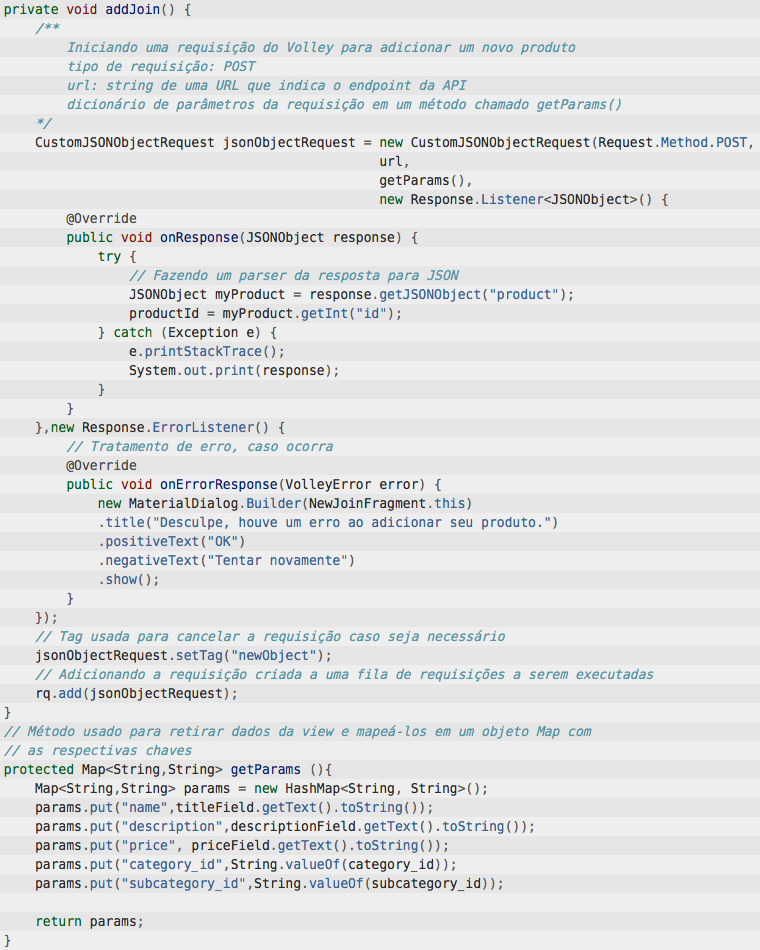 private void addJoin() {
    /**
        Iniciando uma requisição do Volley para adicionar um novo produto
        tipo de requisição: POST
        url: string de uma URL que indica o endpoint da API
        dicionário de parâmetros da requisição em um método chamado getParams()
    */
    CustomJSONObjectRequest jsonObjectRequest = new CustomJSONObjectRequest(Request.Method.POST,
                                                url,
                                                getParams(),
                                                new Response.Listener<JSONObject>() {
        @Override
        public void onResponse(JSONObject response) {
            try {
                // Fazendo um parser da resposta para JSON
                JSONObject myProduct = response.getJSONObject("product");
                productId = myProduct.getInt("id");
            } catch (Exception e) {
                e.printStackTrace();
                System.out.print(response);
            }
        }
    },new Response.ErrorListener() {
        // Tratamento de erro, caso ocorra
        @Override
        public void onErrorResponse(VolleyError error) {
            new MaterialDialog.Builder(NewJoinFragment.this)
            .title("Desculpe, houve um erro ao adicionar seu produto.")
            .positiveText("OK")
            .negativeText("Tentar novamente")
            .show();
        }
    });
    // Tag usada para cancelar a requisição caso seja necessário
    jsonObjectRequest.setTag("newObject");
    // Adicionando a requisição criada a uma fila de requisições a serem executadas
    rq.add(jsonObjectRequest);
}
// Método usado para retirar dados da view e mapeá-los em um objeto Map com
// as respectivas chaves
protected Map<String,String> getParams (){
    Map<String,String> params = new HashMap<String, String>();
    params.put("name",titleField.getText().toString());
    params.put("description",descriptionField.getText().toString());
    params.put("price", priceField.getText().toString());
    params.put("category_id",String.valueOf(category_id));
    params.put("subcategory_id",String.valueOf(subcategory_id));

    return params;
}